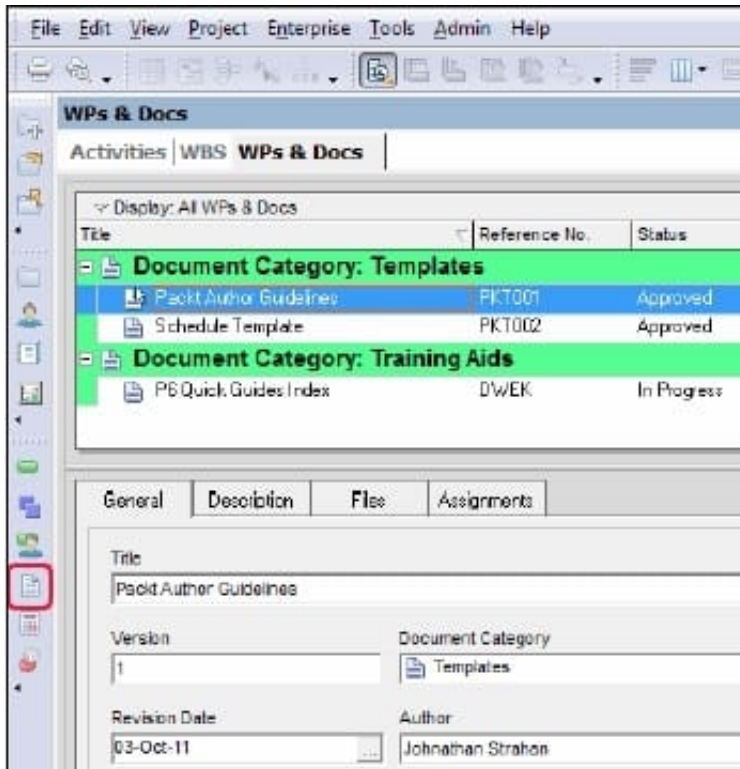 File Edit View Project Enterprise Tools Admin Help
WPs & Docs
Activities WBS WPs & Docs
Display: All WPs & Docs
Title Reference No. Status
Document Category: Templates
Packt Author Guidelines PKT001 Approved
Schedule Template PKT002 Approved
Document Category: Training Aids
P6 Quick Guides Index DWEK In Progress
General Description Files Assignments
Title
Packt Author Guidelines
Version Document Category
1 Templates
Revision Date Author
03-Oct-11 ... Johnathan Strahan